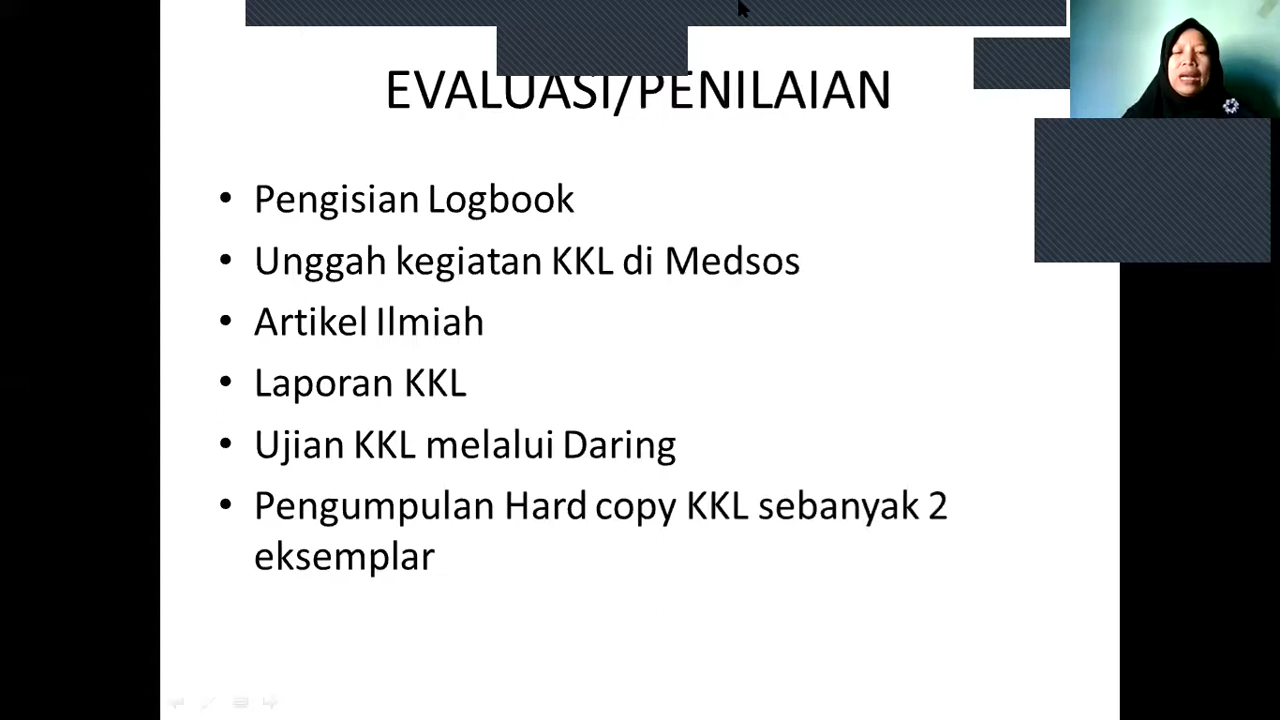 EVALUASI/PENILAIAN
• Pengisian Logbook
• Unggah kegiatan KKL di Medsos
• Artikel Ilmiah
• Laporan KKL
• Ujian KKL melalui Daring
• Pengumpulan Hard copy KKL sebanyak 2
eksemplar